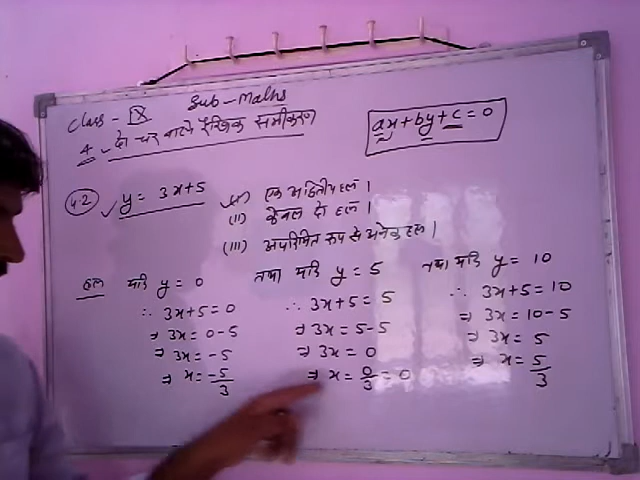 Class - IX Sub - Maths
4. दो चर वाले रैखिक समीकरण
ax + by + c = 0
4.2 y = 3x+5 (i) एक अद्वितीय हल।
(II) केवल दो हल।
(III) अपरिमित रूप से अनेक हल।
हल यदि y = 0 तथा यदि y = 5 तथा यदि y = 10
∴ 3x+5 = 0 ∴ 3x+5 = 5 ∴ 3x+5 = 10
⇒ 3x = 0-5 ⇒ 3x = 5-5 ⇒ 3x = 10-5
⇒ 3x = -5 ⇒ 3x = 0 ⇒ 3x = 5
⇒ x = -5/3 ⇒ x = 0/3 = 0 ⇒ x = 5/3